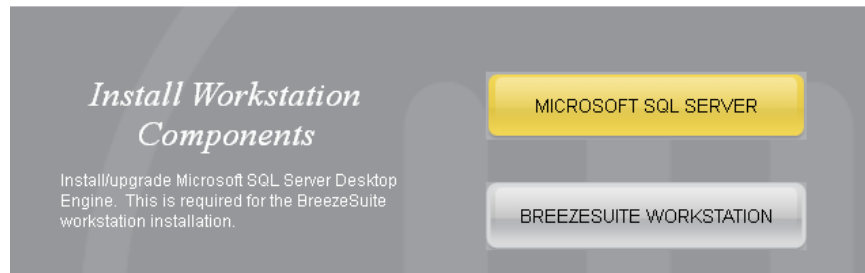 Install Workstation
Components
Install/upgrade Microsoft SQL Server Desktop
Engine.  This is required for the BreezeSuite
workstation installation.
MICROSOFT SQL SERVER
BREEZESUITE WORKSTATION